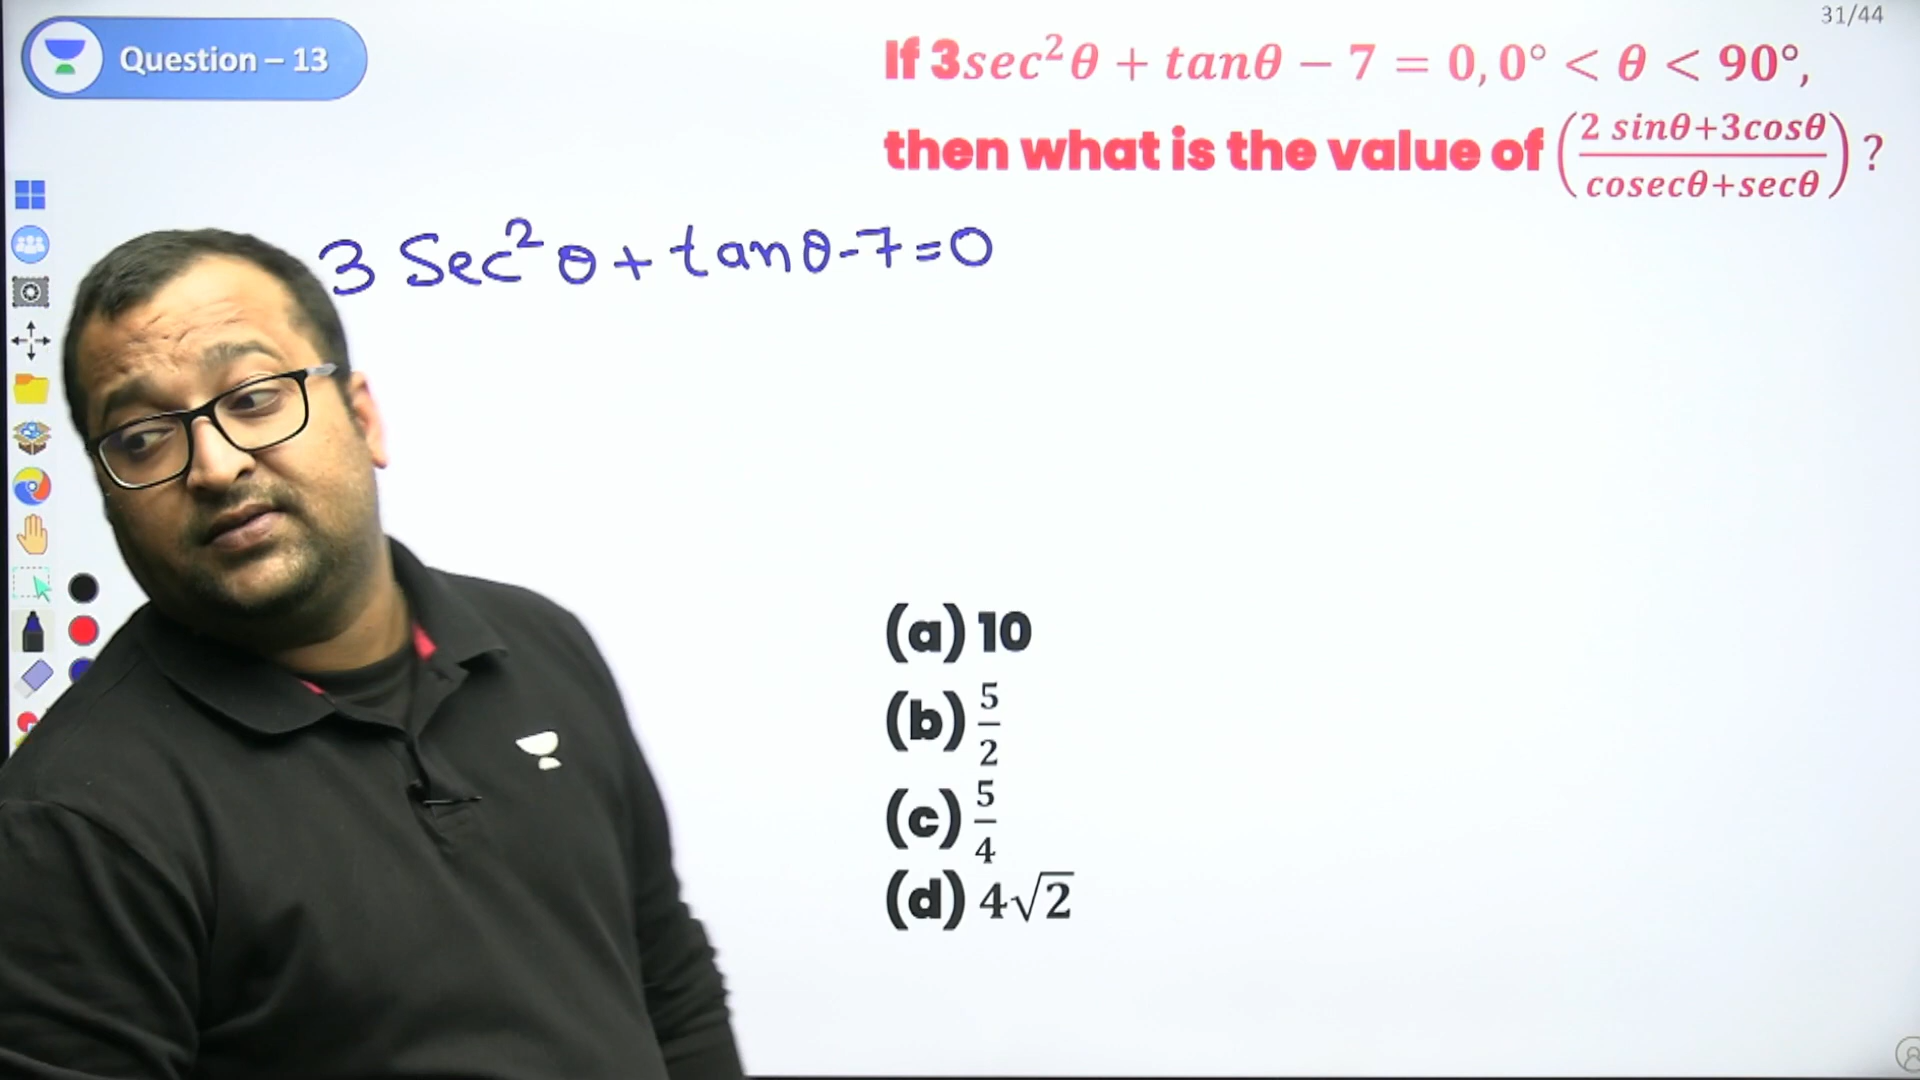 31/44
Question – 13
If 3sec²θ + tanθ − 7 = 0, 0° < θ < 90°,
then what is the value of (2 sinθ+3cosθ / cosecθ+secθ) ?
3 Sec²θ + tanθ-7=0
(a) 10
(b) 5/2
(c) 5/4
(d) 4√2